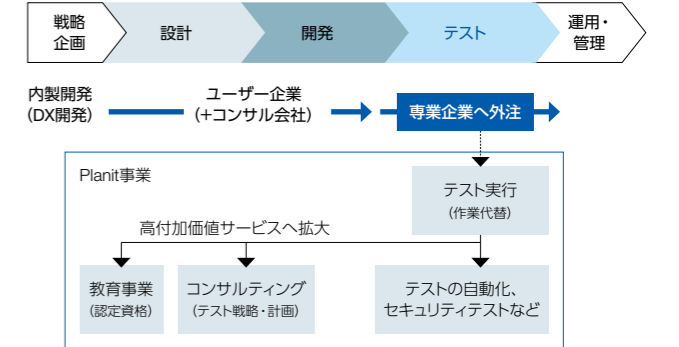 戦略
企画
設計
開発
テスト
運用・
管理
内製開発
(DX開発)
ユーザー企業
(+コンサル会社)
専業企業へ外注
Planit事業
テスト実行
(作業代替)
高付加価値サービスへ拡大
教育事業
(認定資格)
コンサルティング
(テスト戦略・計画)
テストの自動化、
セキュリティテストなど